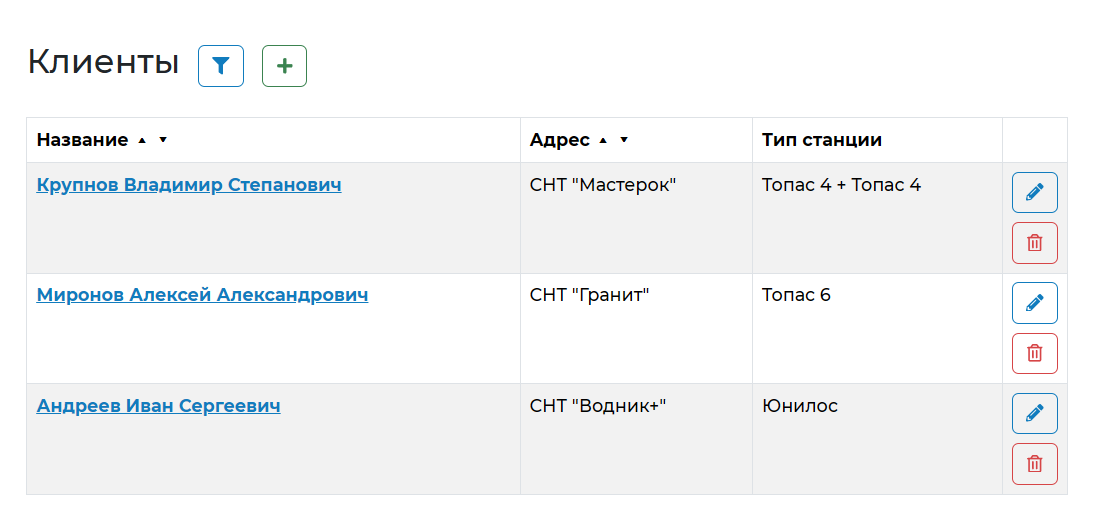 Клиенты
Название ▲ ▼ Адрес ▲ ▼ Тип станции
Крупнов Владимир Степанович СНТ "Мастерок" Топас 4 + Топас 4
Миронов Алексей Александрович СНТ "Гранит" Топас 6
Андреев Иван Сергеевич СНТ "Водник+" Юнилос